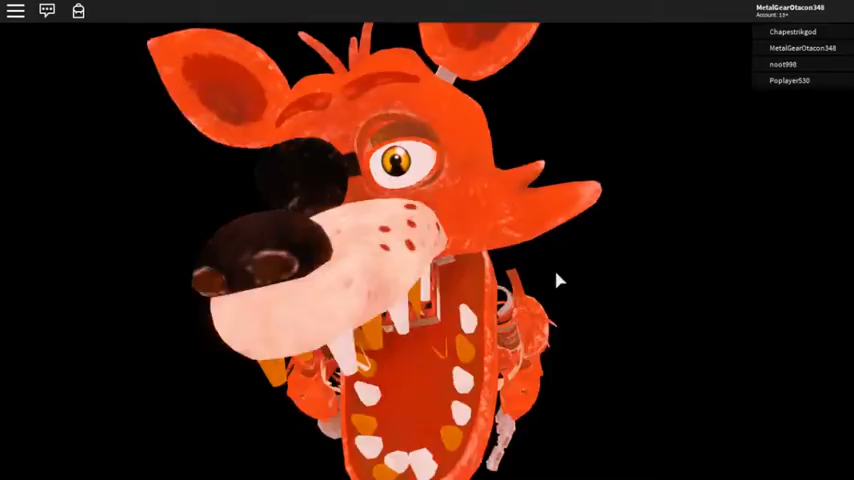 MetalGearOtacon348
Account: 13+
Chapestrikgod
MetalGearOtacon348
noot998
Poplayer530